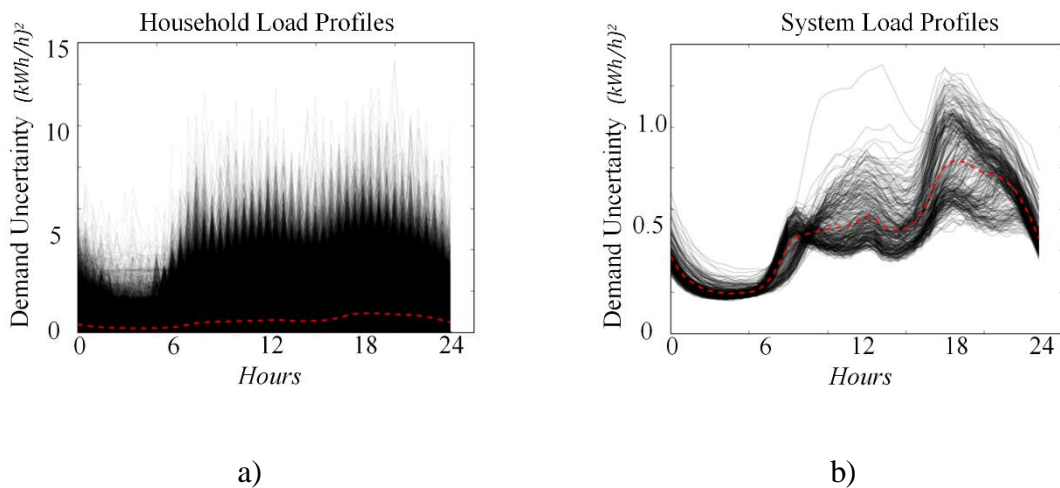 Household Load Profiles
Demand Uncertainty (kWh/h)²
15
10
5
0
0 6 12 18 24
Hours
a)
System Load Profiles
Demand Uncertainty (kWh/h)²
1.0
0.5
0
0 6 12 18 24
Hours
b)